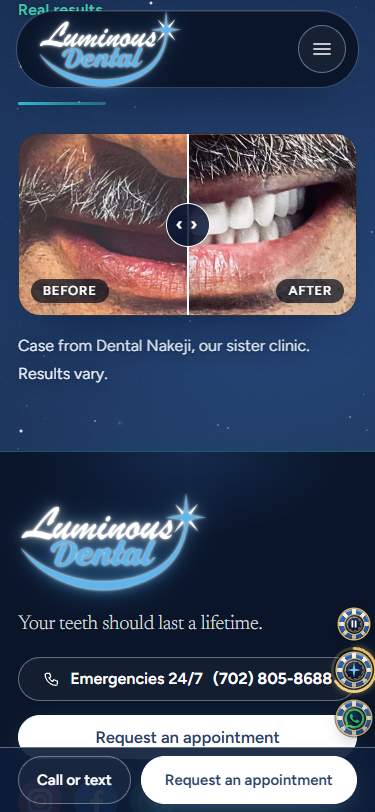 Real results
Luminous
Dental
BEFORE
AFTER
Case from Dental Nakeji, our sister clinic.
Results vary.
Luminous
Dental
Your teeth should last a lifetime.
Emergencies 24/7 (702) 805-8688
Request an appointment
Call or text
Request an appointment